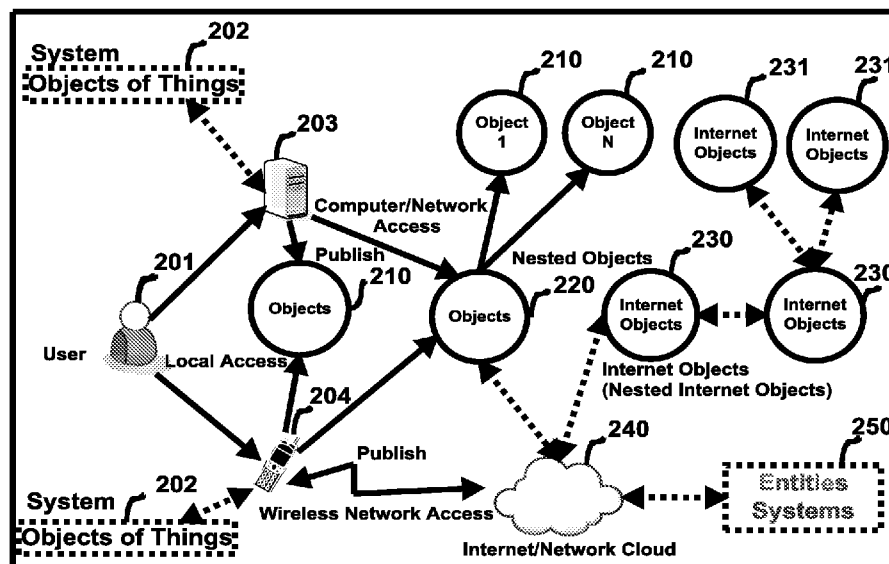 202
System
Objects of Things
203
210
210
231
231
Object
1
Object
N
Internet
Objects
Internet
Objects
Computer/Network
Access
201
Publish
210
Nested Objects
220
230
230
Objects
Objects
Internet
Objects
Internet
Objects
User
Local Access
Internet Objects
(Nested Internet Objects)
204
240
250
Publish
202
System
Objects of Things
Wireless Network Access
Entities
Systems
Internet/Network Cloud